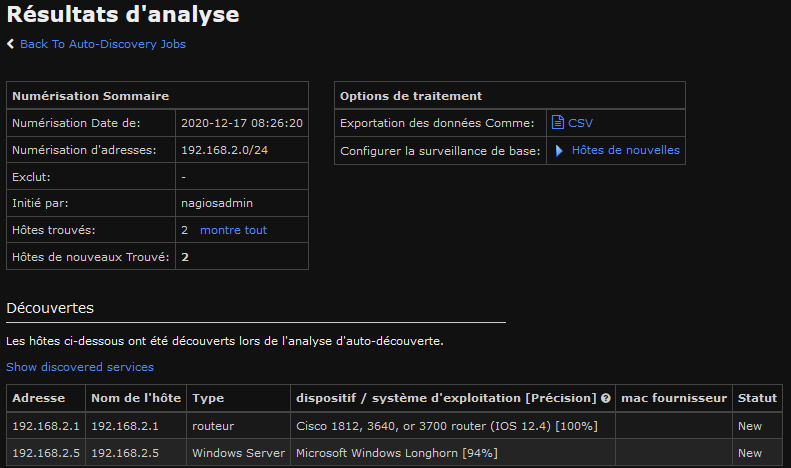 Résultats d'analyse
Back To Auto-Discovery Jobs
Numérisation Sommaire
Numérisation Date de: 2020-12-17 08:26:20
Numérisation d'adresses: 192.168.2.0/24
Exclut: -
Initié par: nagiosadmin
Hôtes trouvés: 2 montre tout
Hôtes de nouveaux Trouvé: 2
Options de traitement
Exportation des données Comme: CSV
Configurer la surveillance de base: Hôtes de nouvelles
Découvertes
Les hôtes ci-dessous ont été découverts lors de l'analyse d'auto-découverte.
Show discovered services
Adresse Nom de l'hôte Type dispositif / système d'exploitation [Précision] mac fournisseur Statut
192.168.2.1 192.168.2.1 routeur Cisco 1812, 3640, or 3700 router (IOS 12.4) [100%] New
192.168.2.5 192.168.2.5 Windows Server Microsoft Windows Longhorn [94%] New